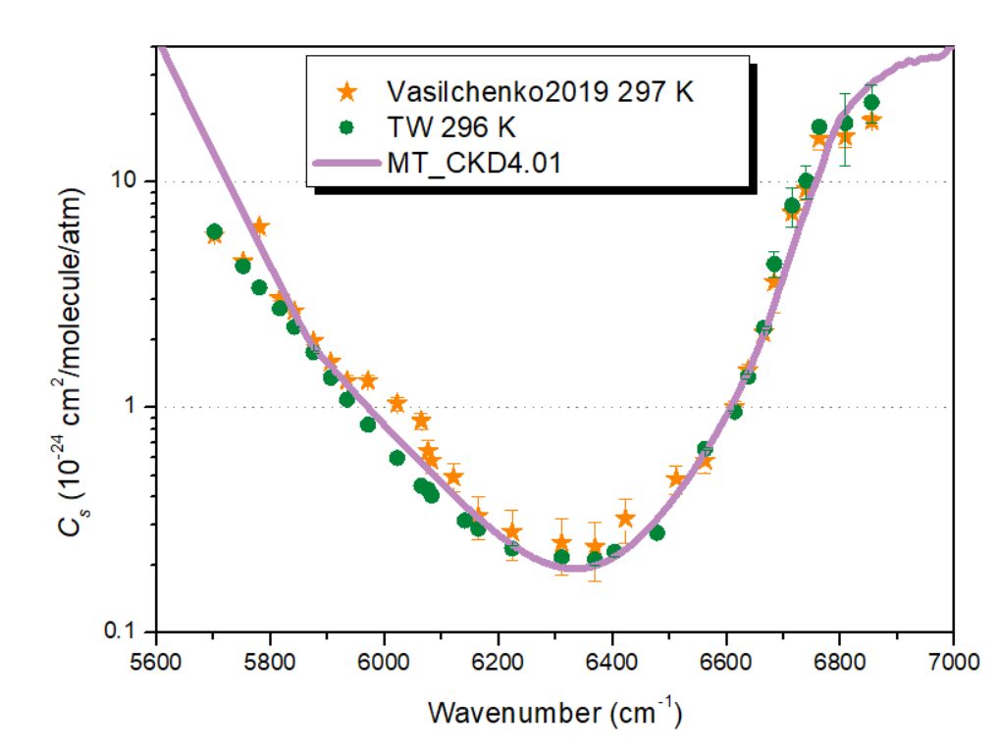 Vasilchenko2019 297 K
TW 296 K
MT_CKD4.01
10
1
0.1
C_s (10^-24 cm^2/molecule/atm)
5600 5800 6000 6200 6400 6600 6800 7000
Wavenumber (cm^-1)